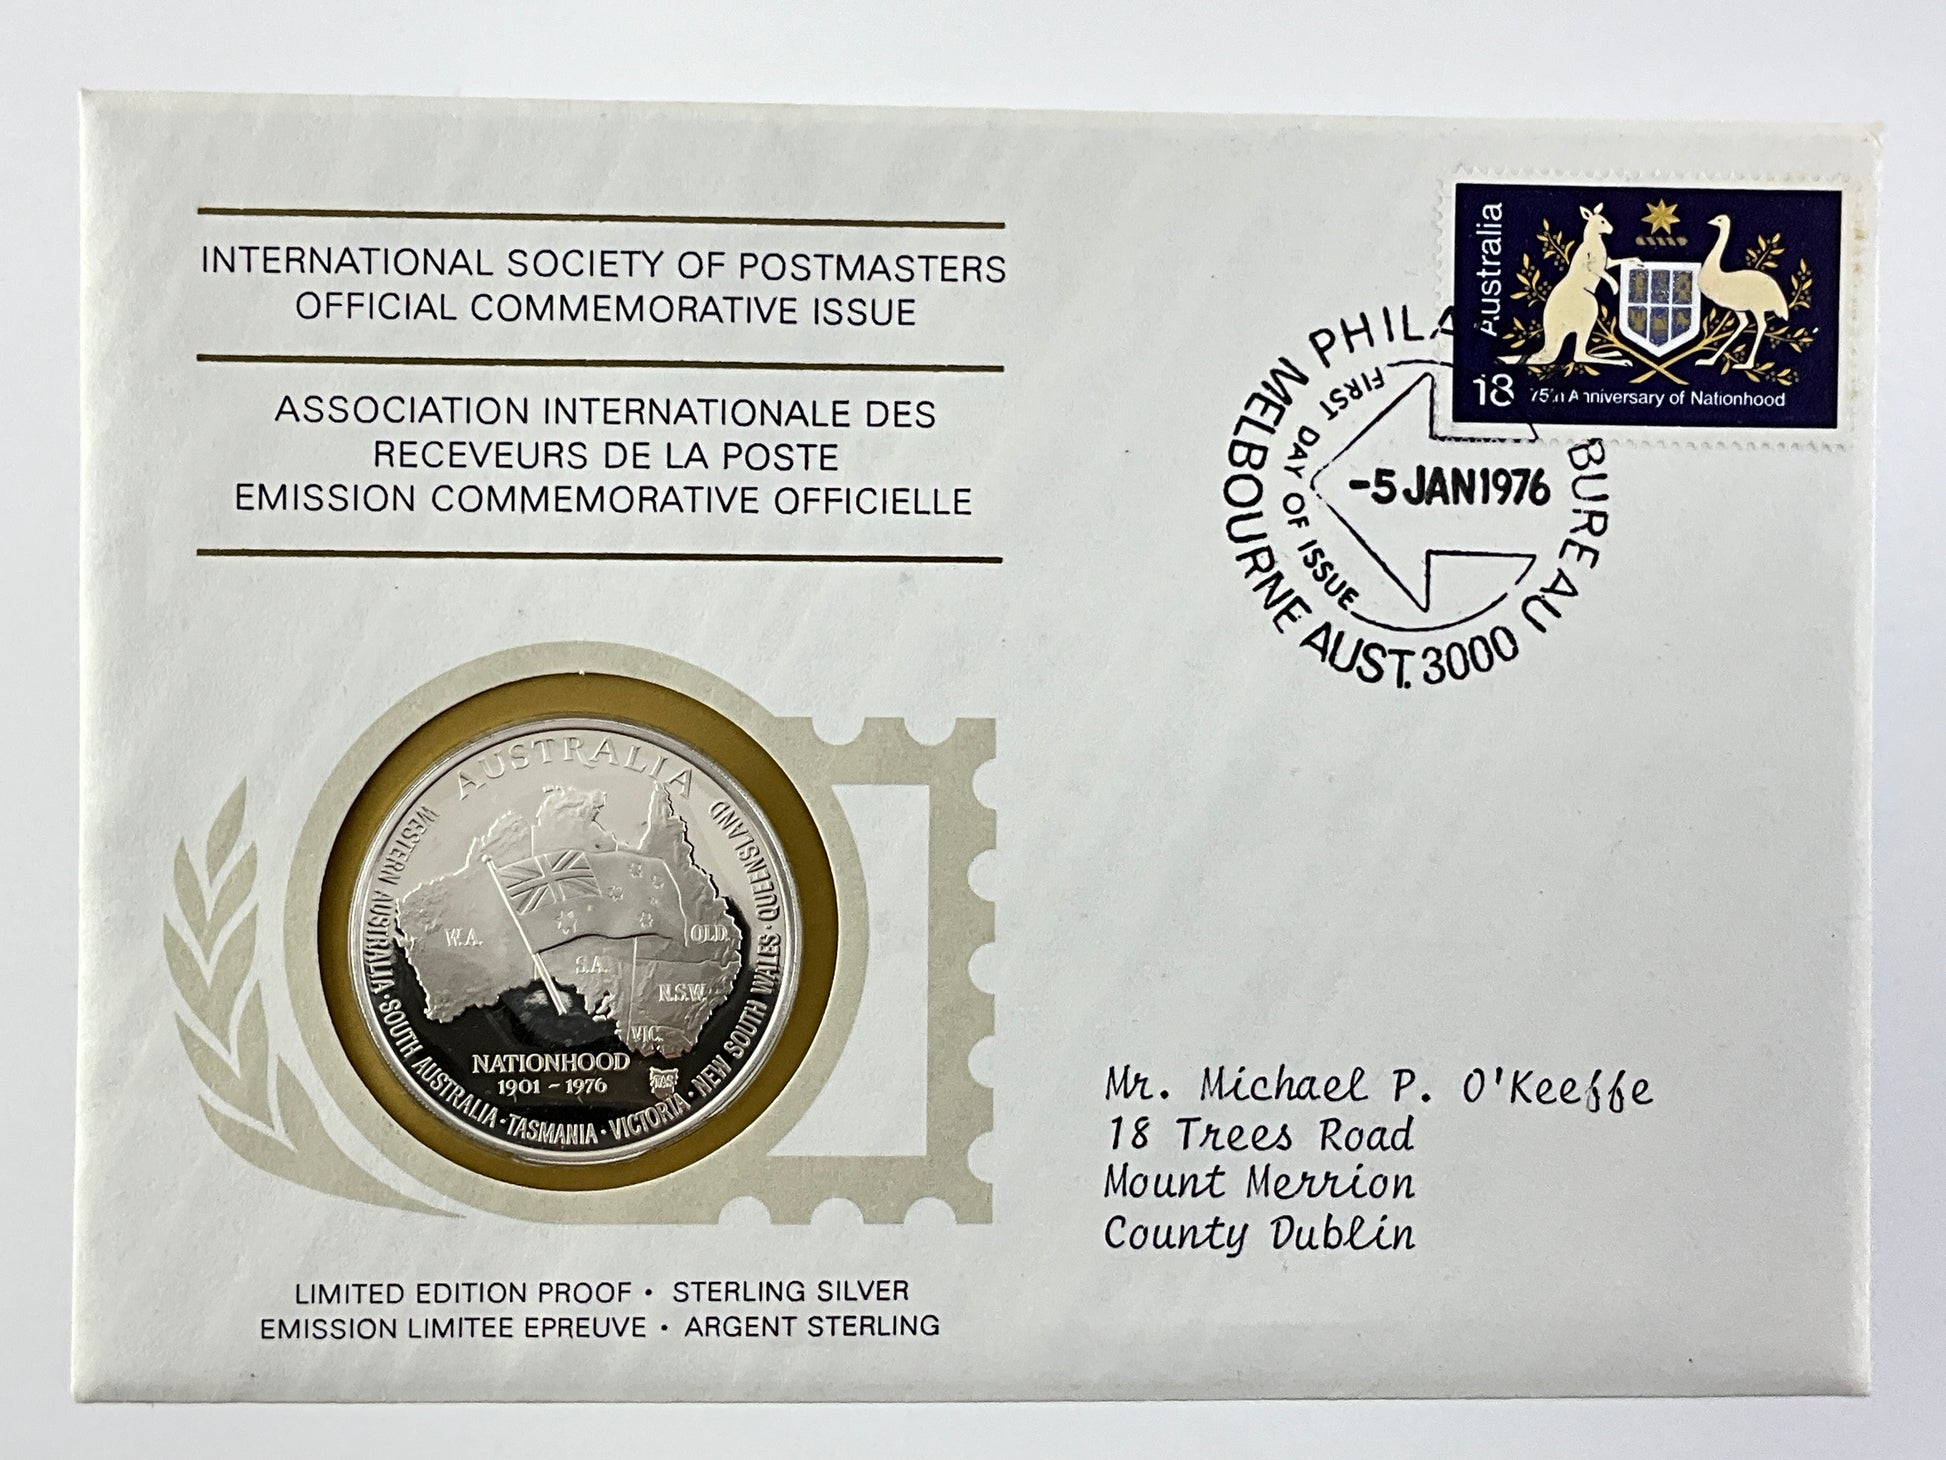 INTERNATIONAL SOCIETY OF POSTMASTERS
OFFICIAL COMMEMORATIVE ISSUE
ASSOCIATION INTERNATIONALE DES
RECEVEURS DE LA POSTE
EMISSION COMMEMORATIVE OFFICIELLE
Australia
18
75th Anniversary of Nationhood
MELBOURNE AUST. 3000
BUREAU
FIRST DAY OF ISSUE
-5 JAN 1976
AUSTRALIA
WESTERN AUSTRALIA · SOUTH AUSTRALIA · TASMANIA · VICTORIA · NEW SOUTH WALES · QUEENSLAND
W.A.
QLD.
S.A.
N.S.W.
VIC.
TAS
NATIONHOOD
1901 ~ 1976
Mr. Michael P. O'Keeffe
18 Trees Road
Mount Merrion
County Dublin
LIMITED EDITION PROOF • STERLING SILVER
EMISSION LIMITEE EPREUVE • ARGENT STERLING